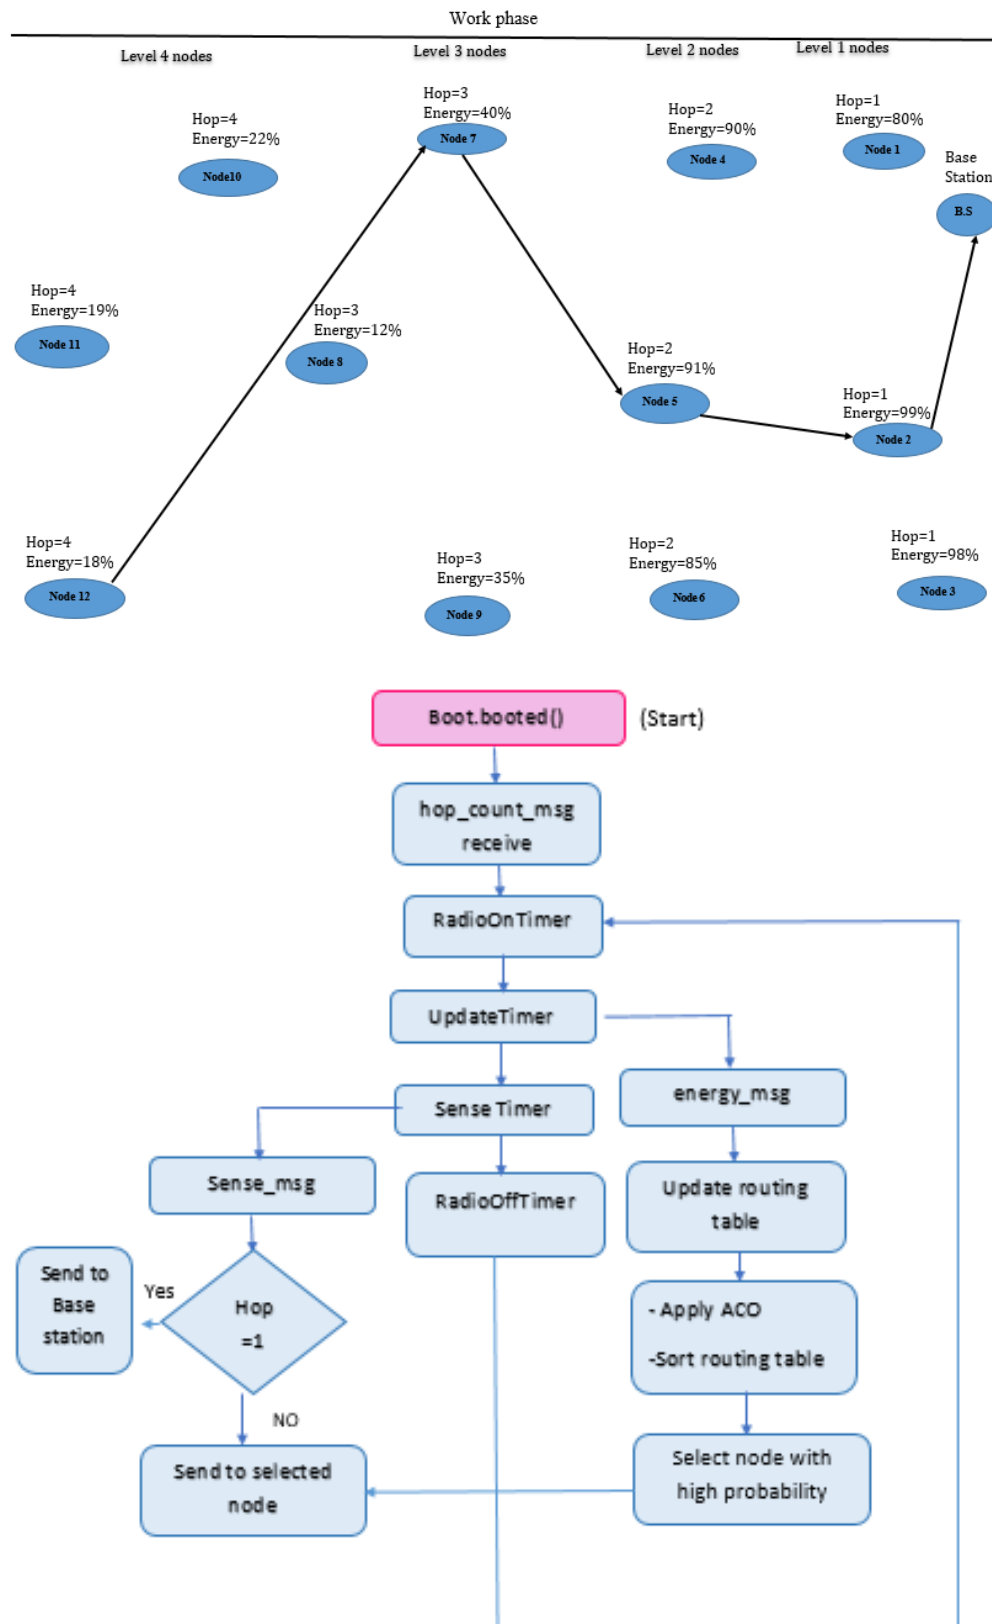 Work phase
Level 4 nodes
Level 3 nodes
Level 2 nodes
Level 1 nodes
Hop=4
Energy=22%
Node10
Hop=3
Energy=40%
Node 7
Hop=2
Energy=90%
Node 4
Hop=1
Energy=80%
Node 1
Base
Station
B.S
Hop=4
Energy=19%
Node 11
Hop=3
Energy=12%
Node 8
Hop=2
Energy=91%
Node 5
Hop=1
Energy=99%
Node 2
Hop=4
Energy=18%
Node 12
Hop=3
Energy=35%
Node 9
Hop=2
Energy=85%
Node 6
Hop=1
Energy=98%
Node 3
Boot.booted()
(Start)
hop_count_msg
receive
RadioOnTimer
UpdateTimer
energy_msg
Sense Timer
Sense_msg
RadioOffTimer
Update routing
table
Send to
Base
station
Yes
Hop
=1
- Apply ACO
-Sort routing table
NO
Send to selected
node
Select node with
high probability